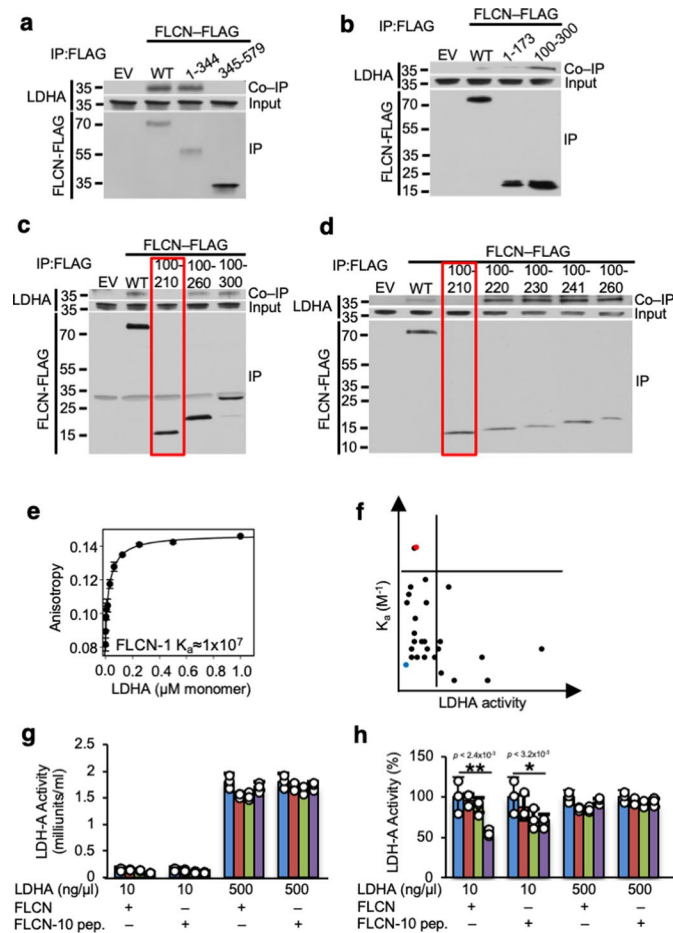 a
FLCN–FLAG
IP:FLAG
EV WT 1–344 345–579
LDHA 35 Co–IP
35 Input
FLCN-FLAG
70
55 IP
35
b
FLCN–FLAG
IP:FLAG
EV WT 1–173 100–300
LDHA 35 Co–IP
35 Input
FLCN-FLAG
70
55 IP
35
25
15
c
FLCN–FLAG
IP:FLAG 100- 100- 100-
EV WT 210 260 300
LDHA 35 Co–IP
35 Input
FLCN-FLAG
70
55 IP
35
25
15
d
FLCN–FLAG
IP:FLAG 100- 100- 100- 100- 100-
EV WT 210 220 230 241 260
LDHA 35 Co–IP
35 Input
FLCN-FLAG
70
55 IP
35
25
15
10
e
Anisotropy
0.14
0.12
0.10
0.08
FLCN-1 Ka≈1x10⁷
0.0 0.2 0.4 0.6 0.8 1.0
LDHA (µM monomer)
f
Ka (M⁻¹)
LDHA activity
g
LDH-A Activity
(milliunits/ml)
2.5
2
1.5
1
0.5
0
LDHA (ng/µl) 10 10 500 500
FLCN + – + –
FLCN-10 pep. – + – +
h
LDH-A Activity (%)
p < 2.4x10⁻³ p < 3.2x10⁻³
** *
150
100
50
0
LDHA (ng/µl) 10 10 500 500
FLCN + – + –
FLCN-10 pep. – + – +